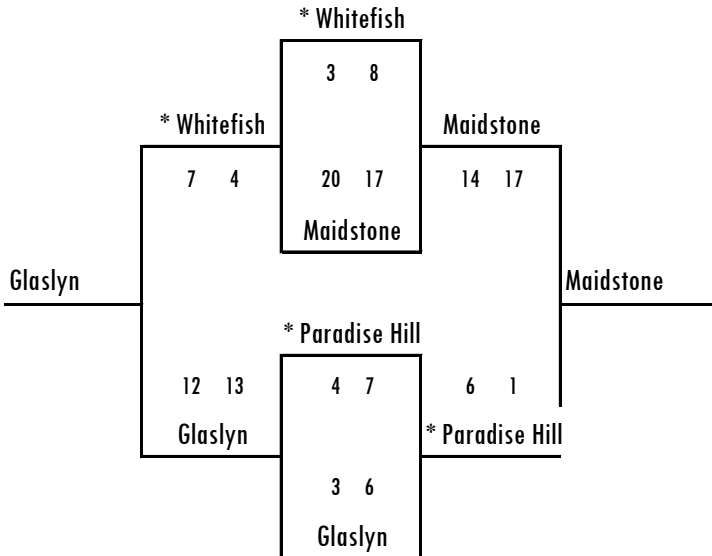 * Whitefish
3 8
* Whitefish
Maidstone
7 4
20 17
14 17
Maidstone
Glaslyn
Maidstone
* Paradise Hill
12 13
4 7
6 1
Glaslyn
* Paradise Hill
3 6
Glaslyn